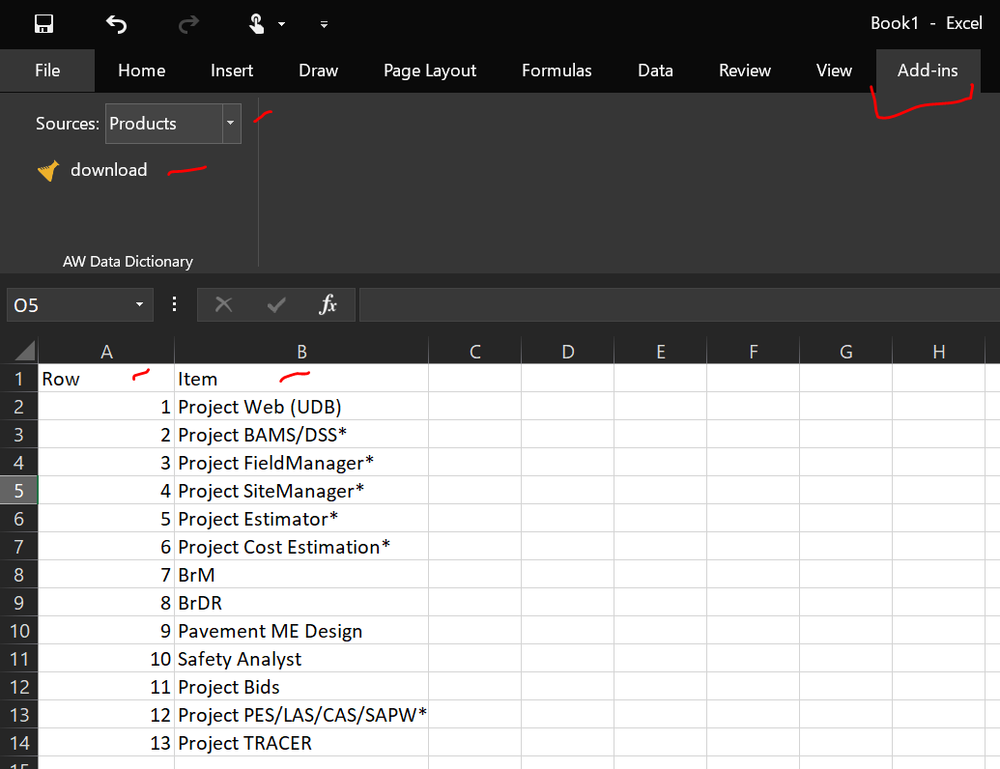 Book1 - Excel
File Home Insert Draw Page Layout Formulas Data Review View Add-ins
Sources: Products
download
AW Data Dictionary
O5 fx
A B C D E F G H
1 Row Item
2 1 Project Web (UDB)
3 2 Project BAMS/DSS*
4 3 Project FieldManager*
5 4 Project SiteManager*
6 5 Project Estimator*
7 6 Project Cost Estimation*
8 7 BrM
9 8 BrDR
10 9 Pavement ME Design
11 10 Safety Analyst
12 11 Project Bids
13 12 Project PES/LAS/CAS/SAPW*
14 13 Project TRACER
15